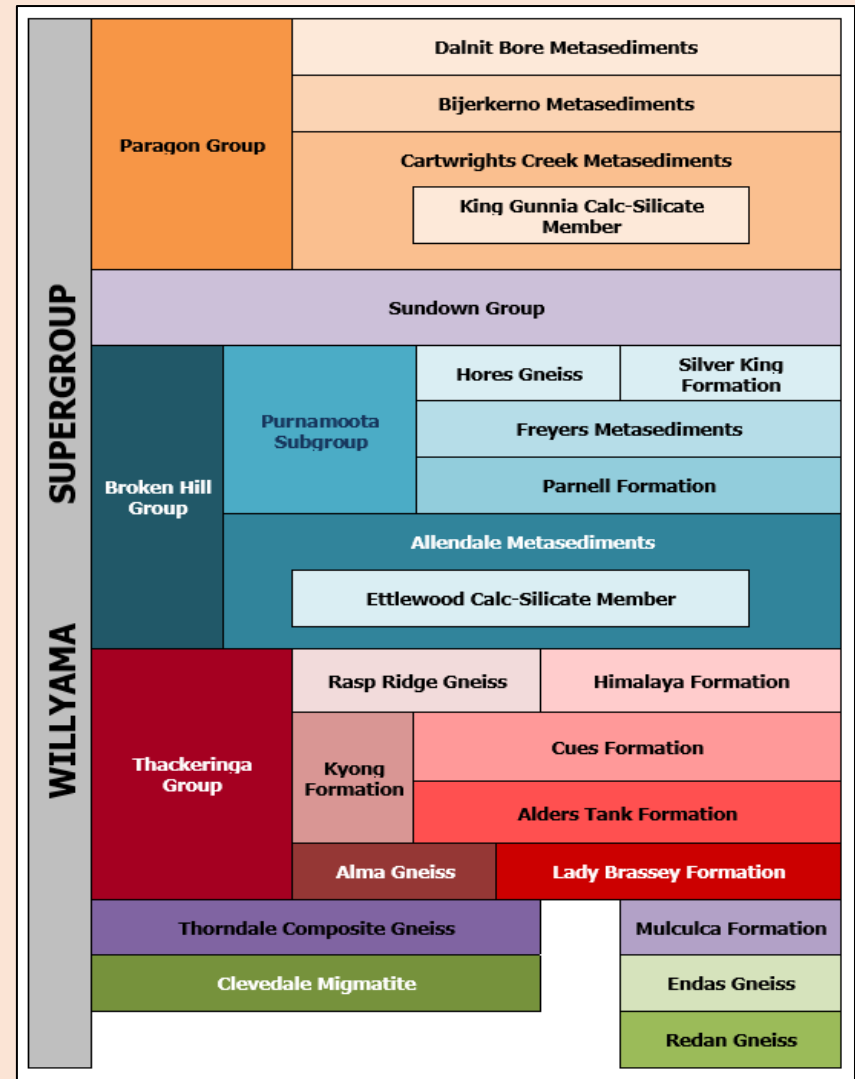 WILLYAMA SUPERGROUP
Paragon Group
Dalnit Bore Metasediments
Bijerkerno Metasediments
Cartwrights Creek Metasediments
King Gunnia Calc-Silicate
Member
Sundown Group
Broken Hill
Group
Purnamoota
Subgroup
Hores Gneiss
Silver King
Formation
Freyers Metasediments
Parnell Formation
Allendale Metasediments
Ettlewood Calc-Silicate Member
Thackeringa
Group
Rasp Ridge Gneiss
Himalaya Formation
Kyong
Formation
Cues Formation
Alders Tank Formation
Alma Gneiss
Lady Brassey Formation
Thorndale Composite Gneiss
Mulculca Formation
Clevedale Migmatite
Endas Gneiss
Redan Gneiss